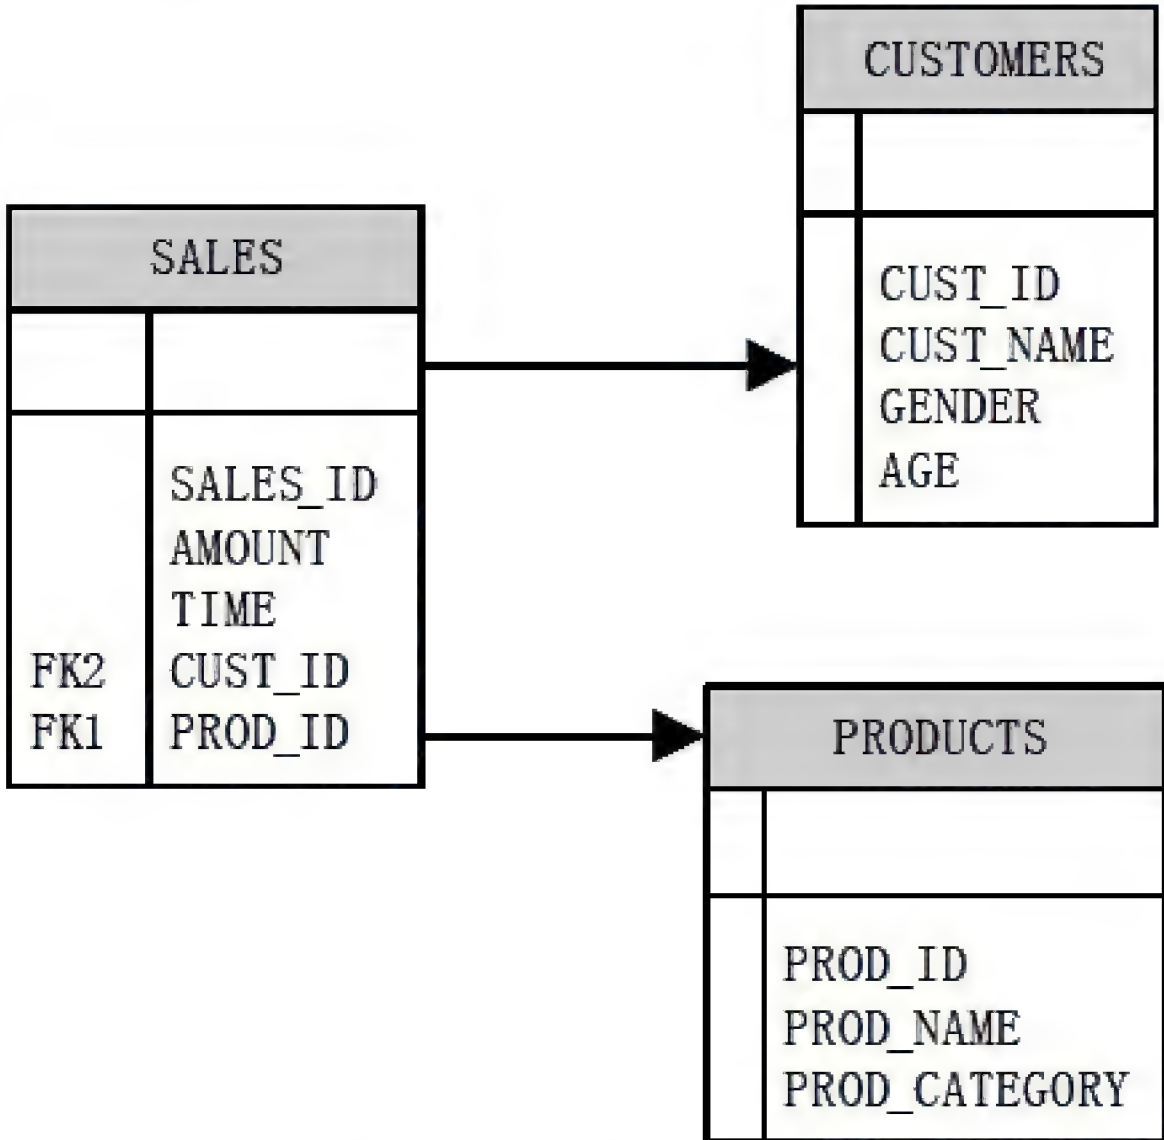 CUSTOMERS
CUST_ID
CUST_NAME
GENDER
AGE
SALES
SALES_ID
AMOUNT
TIME
FK2 CUST_ID
FK1 PROD_ID
PRODUCTS
PROD_ID
PROD_NAME
PROD_CATEGORY